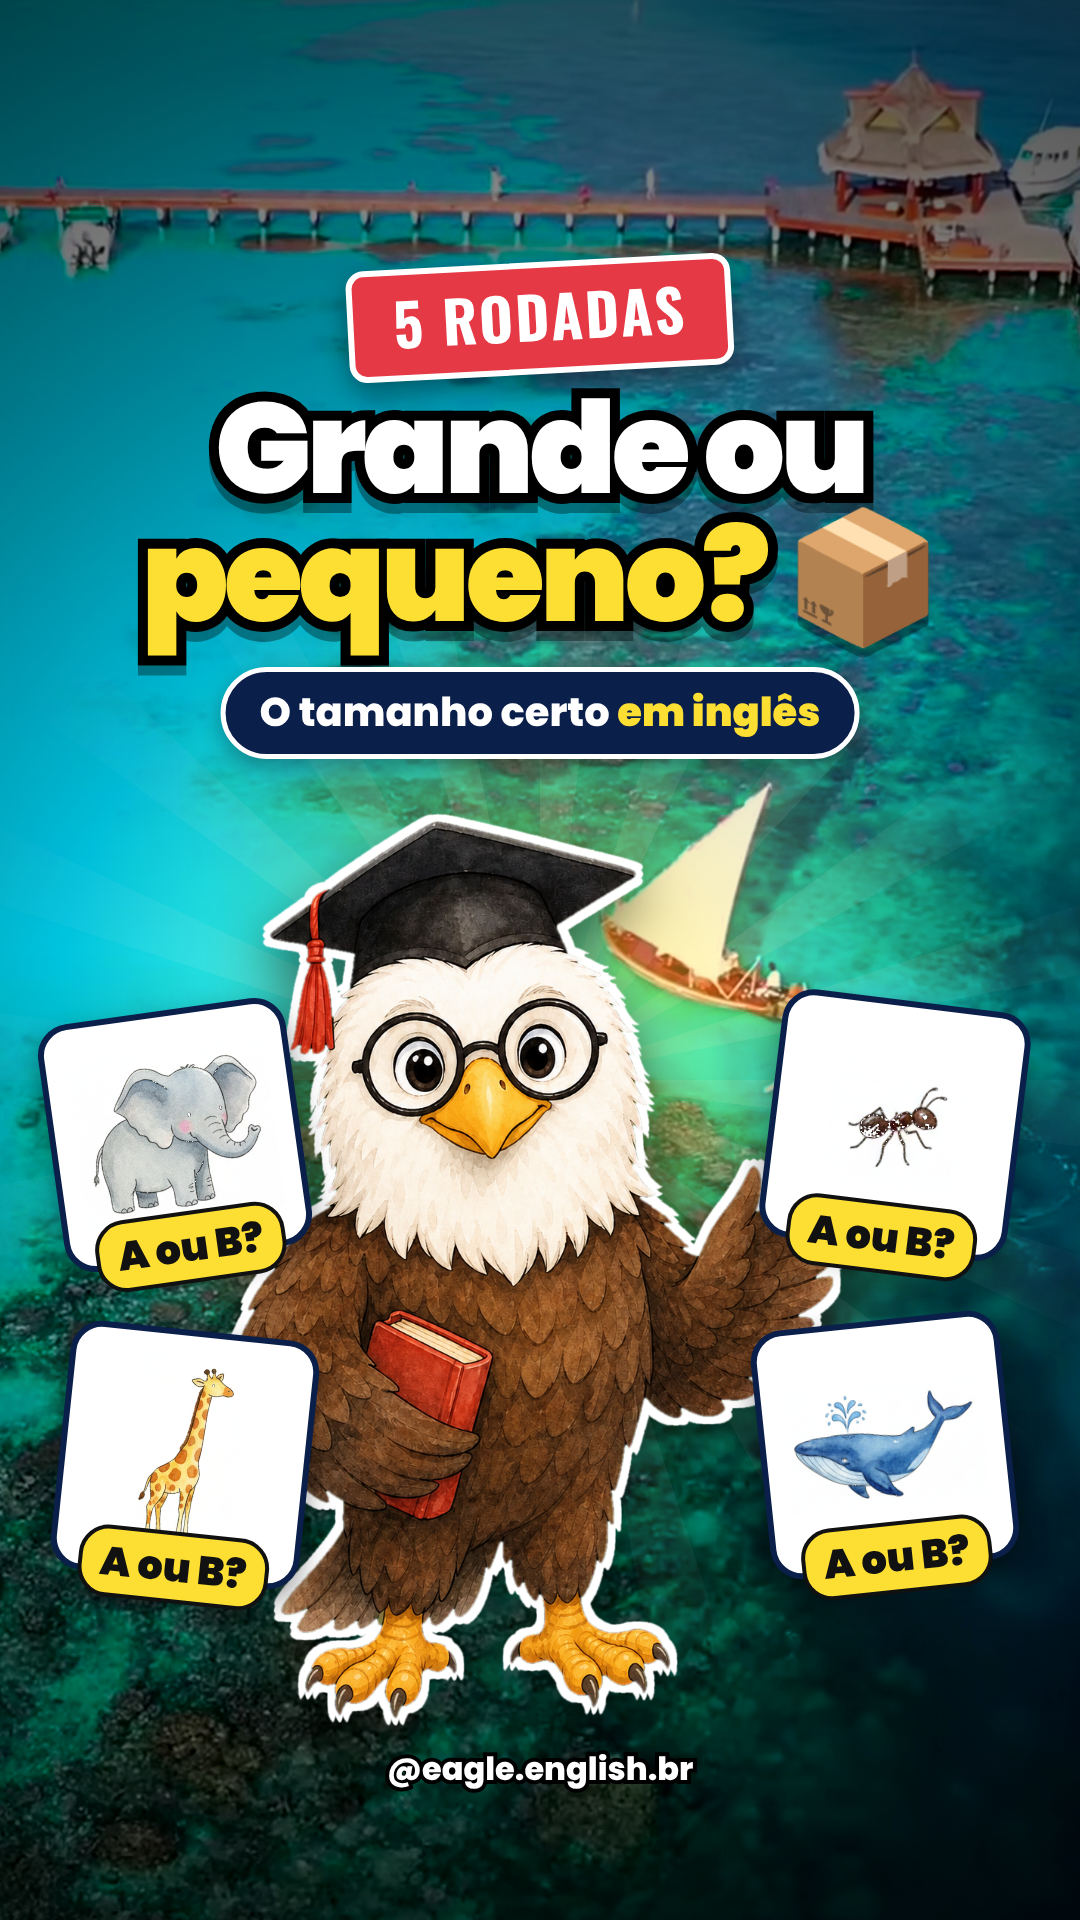 5 RODADAS
Grande ou
pequeno?
O tamanho certo em inglês
A ou B?
A ou B?
A ou B?
A ou B?
@eagle.english.br